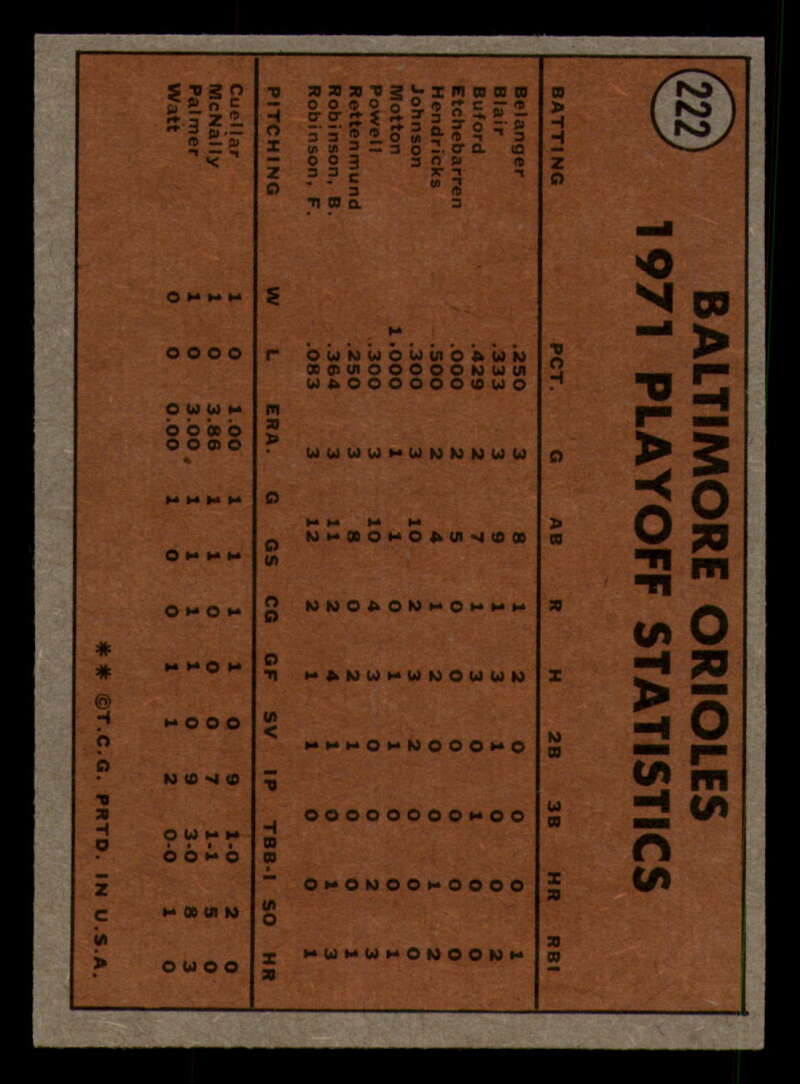 222
BALTIMORE ORIOLES
1971 PLAYOFF STATISTICS
BATTING PCT. G AB R H 2B 3B HR RBI
Belanger .250 3 8 1 2 0 0 0 1
Blair .333 3 9 1 3 1 0 0 2
Buford .429 2 7 1 3 0 1 0 0
Etchebarren .000 2 5 0 0 0 0 0 0
Hendricks .500 2 4 1 2 0 0 1 2
Johnson .300 3 10 2 3 2 0 0 0
Motton 1.000 1 1 0 1 1 0 0 1
Powell .300 3 10 4 3 0 0 2 3
Rettenmund .250 3 8 0 2 1 0 0 1
Robinson, B. .364 3 11 2 4 1 0 1 3
Robinson, F. .083 3 12 2 1 1 0 0 1
PITCHING W L ERA. G GS CG GF SV IP TBB-I SO HR
Cuellar 1 0 1.00 1 1 1 1 0 9 1-0 2 0
McNally 1 0 3.86 1 1 0 0 0 7 1-1 5 0
Palmer 1 0 3.00 1 1 1 1 0 9 3-0 8 3
Watt 0 0 0.00 1 0 0 1 1 2 0-0 1 0
** ©T.C.G. PRTD. IN U.S.A.